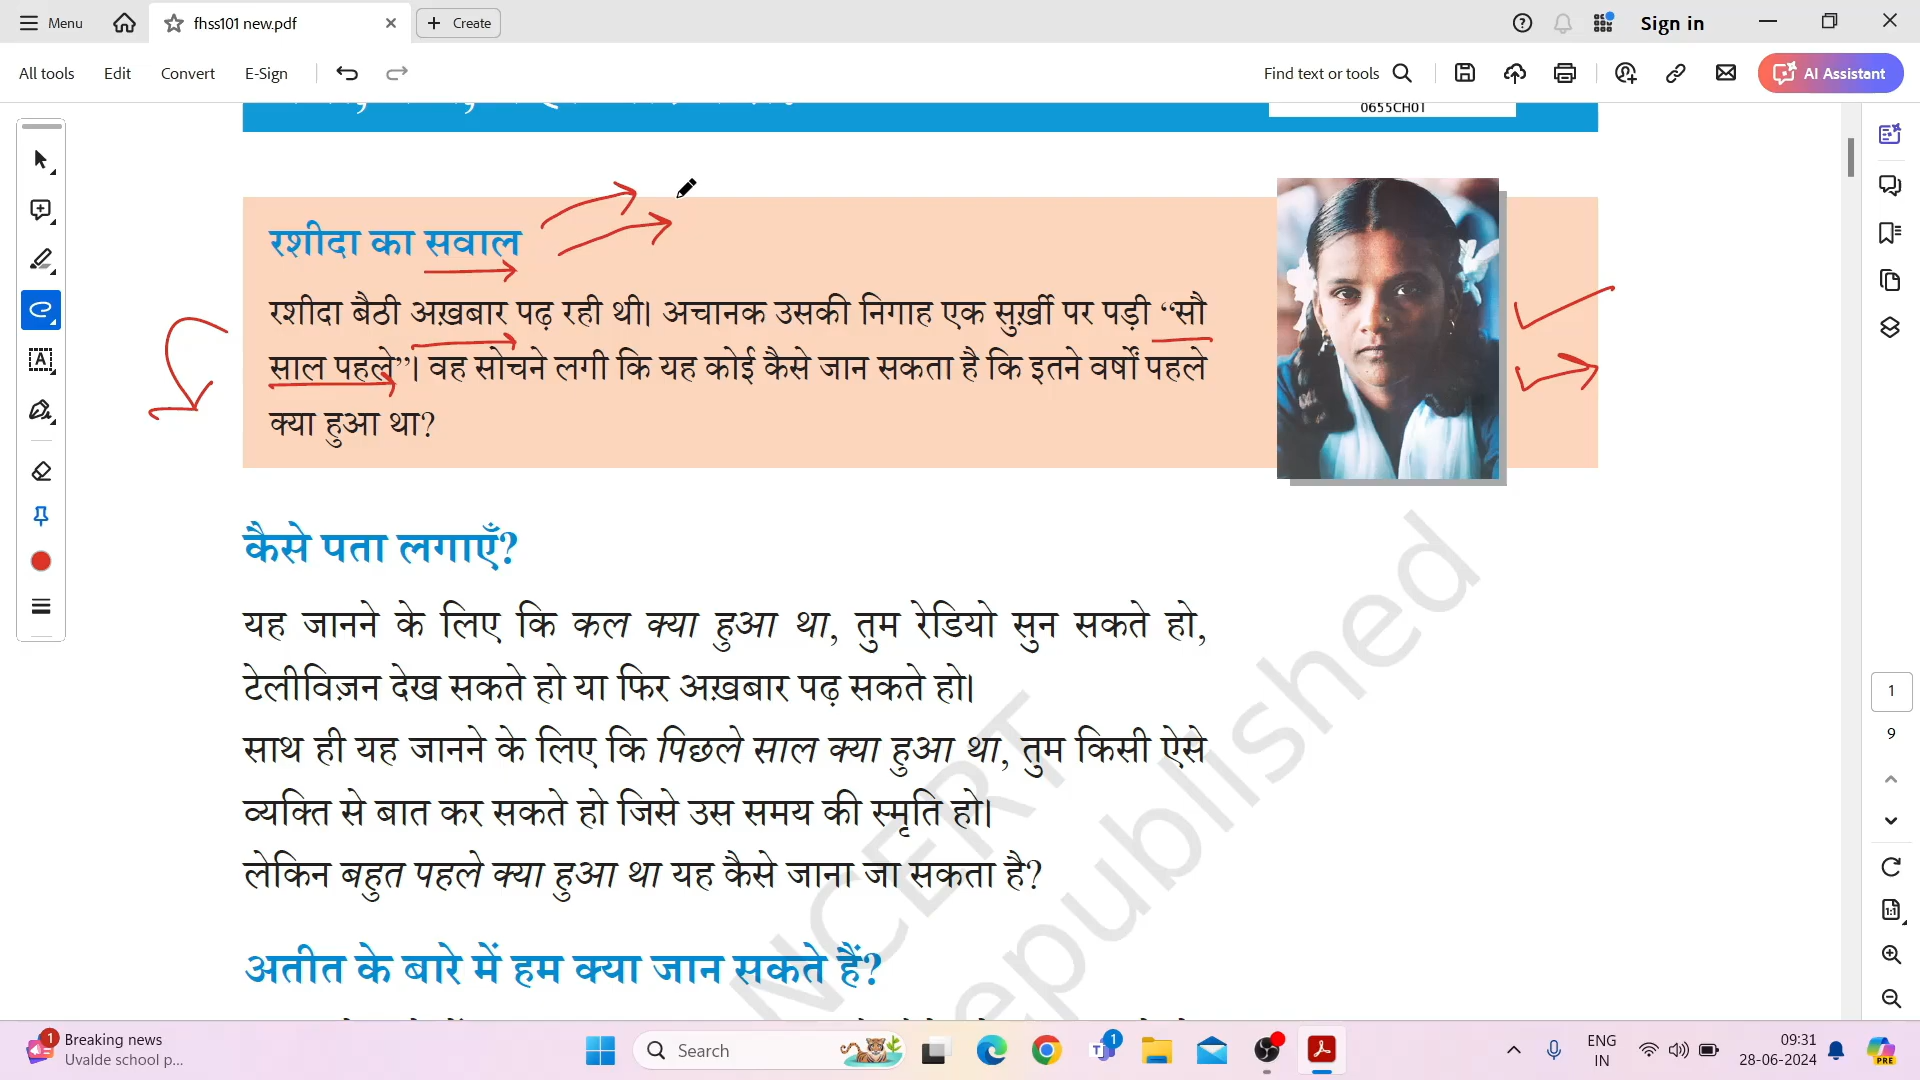 Menu
fhss101 new.pdf
Create
Sign in
All tools
Edit
Convert
E-Sign
Find text or tools
AI Assistant
0655CH01
रशीदा का सवाल
रशीदा बैठी अख़बार पढ़ रही थी। अचानक उसकी निगाह एक सुर्ख़ी पर पड़ी “सौ
साल पहले”। वह सोचने लगी कि यह कोई कैसे जान सकता है कि इतने वर्षों पहले
क्या हुआ था?
कैसे पता लगाएँ?
यह जानने के लिए कि कल क्या हुआ था, तुम रेडियो सुन सकते हो,
टेलीविज़न देख सकते हो या फिर अख़बार पढ़ सकते हो।
साथ ही यह जानने के लिए कि पिछले साल क्या हुआ था, तुम किसी ऐसे
व्यक्ति से बात कर सकते हो जिसे उस समय की स्मृति हो।
लेकिन बहुत पहले क्या हुआ था यह कैसे जाना जा सकता है?
अतीत के बारे में हम क्या जान सकते हैं?
NCERT
republished
1
9
1
Breaking news
Uvalde school p...
Search
1
ENG
IN
09:31
28-06-2024
PRE